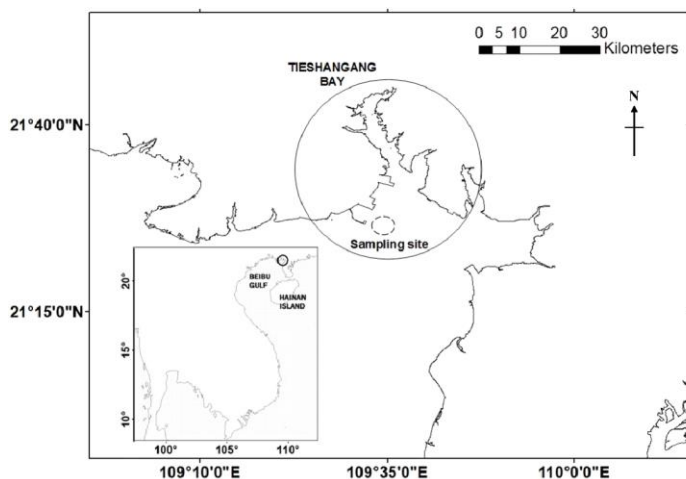 0 5 10 20 30
Kilometers
TIESHANGANG
BAY
N
21°40'0"N
Sampling site
20°
BEIBU
GULF
HAINAN
ISLAND
21°15'0"N
15°
10°
100° 105° 110°
109°10'0"E 109°35'0"E 110°0'0"E